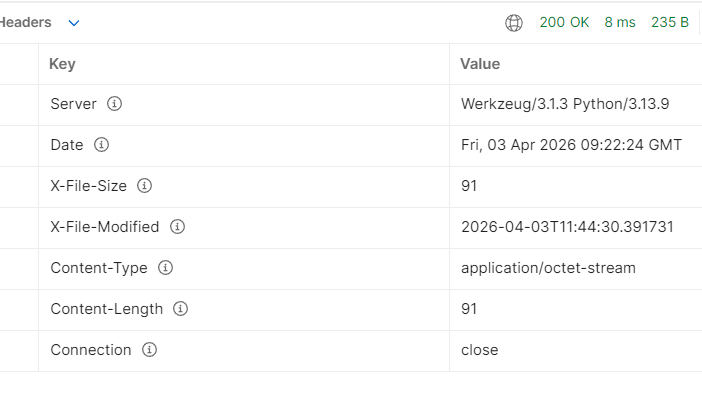 Headers 200 OK 8 ms 235 B
Key Value
Server Werkzeug/3.1.3 Python/3.13.9
Date Fri, 03 Apr 2026 09:22:24 GMT
X-File-Size 91
X-File-Modified 2026-04-03T11:44:30.391731
Content-Type application/octet-stream
Content-Length 91
Connection close